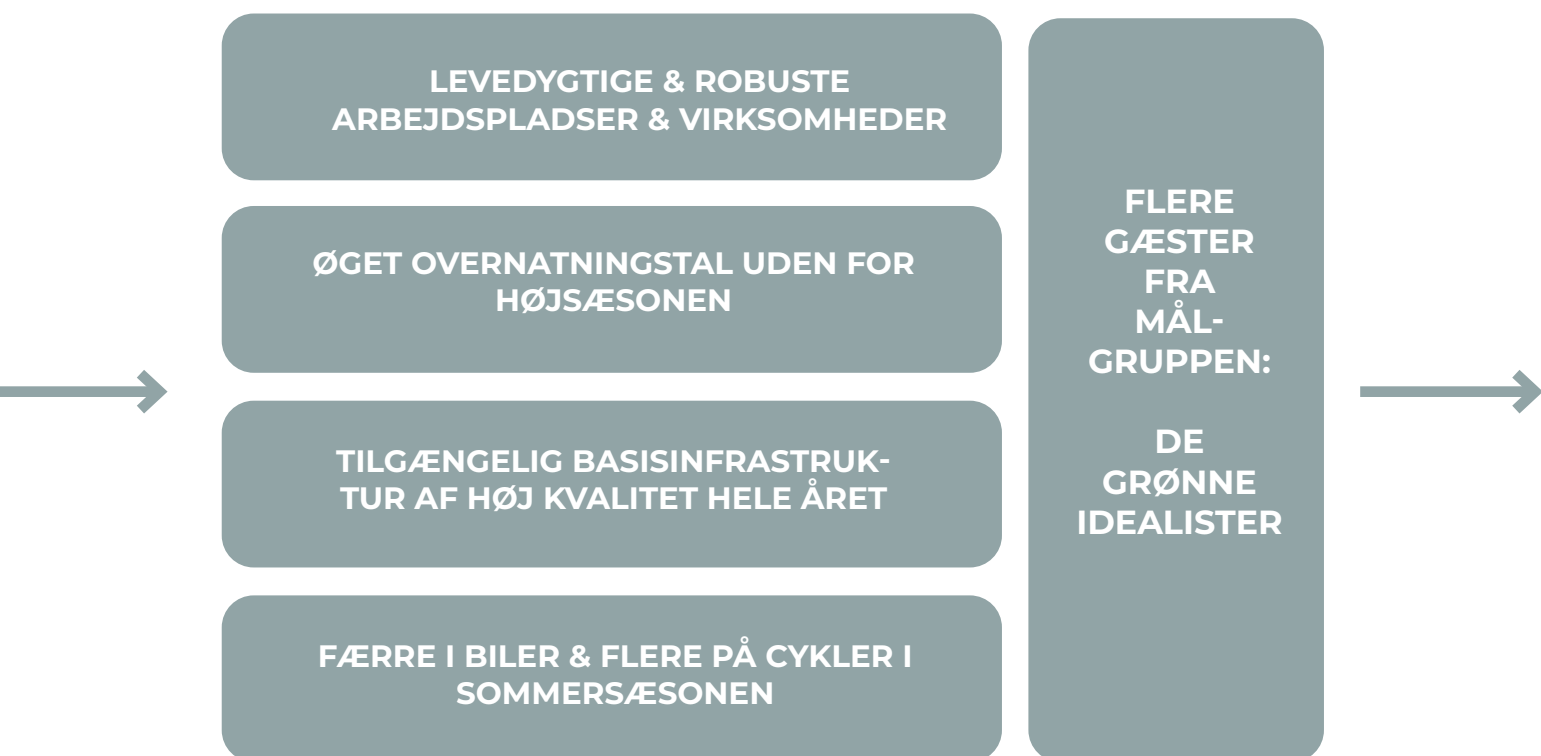 LEVEDYGTIGE & ROBUSTE
ARBEJDSPLADSER & VIRKSOMHEDER
ØGET OVERNATNINGSTAL UDEN FOR
HØJSÆSONEN
TILGÆNGELIG BASISINFRASTRUK-
TUR AF HØJ KVALITET HELE ÅRET
FÆRRE I BILER & FLERE PÅ CYKLER I
SOMMERSÆSONEN
FLERE
GÆSTER
FRA
MÅL-
GRUPPEN:
DE
GRØNNE
IDEALISTER